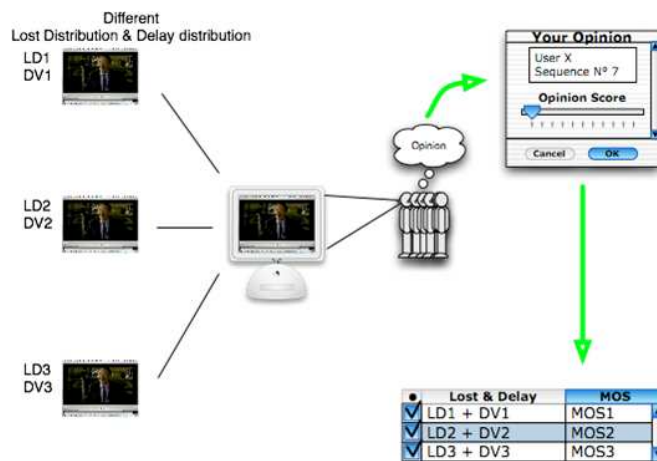 Different
Lost Distribution & Delay distribution
LD1
DV1
LD2
DV2
LD3
DV3
Opinion
Your Opinion
User X
Sequence Nº 7
Opinion Score
Cancel
OK
Lost & Delay
MOS
LD1 + DV1
MOS1
LD2 + DV2
MOS2
LD3 + DV3
MOS3